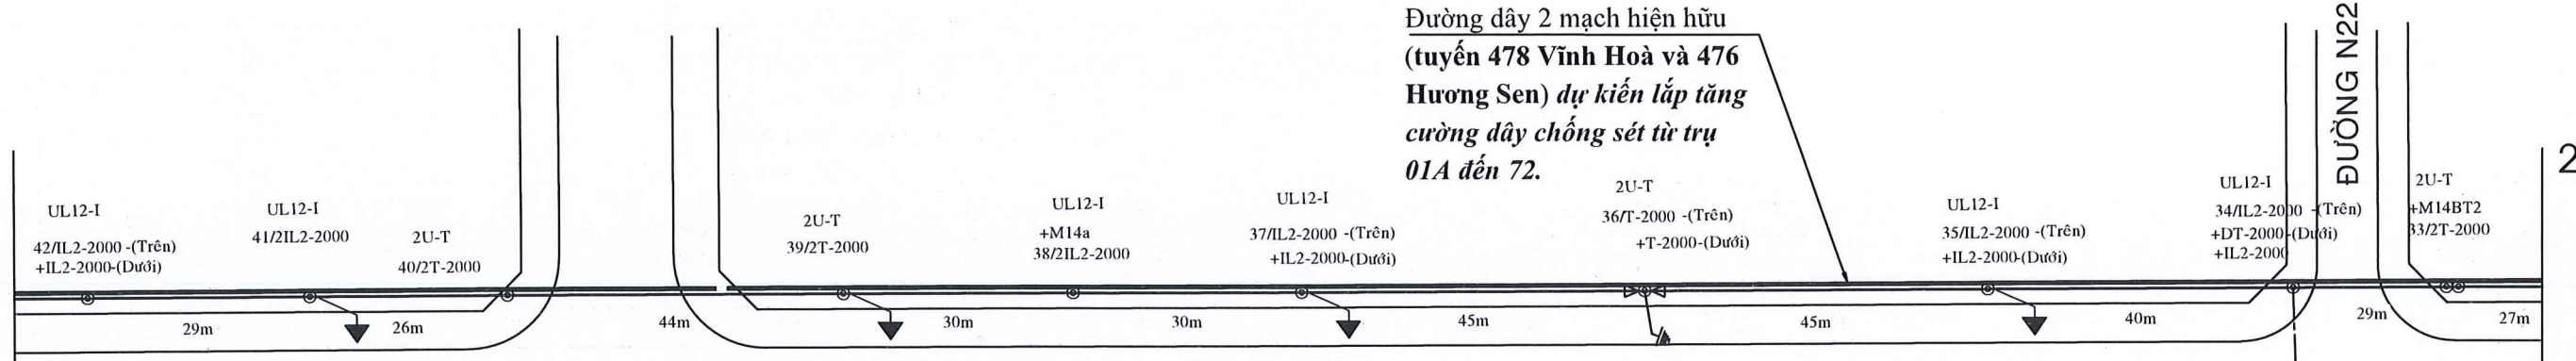 Đường dây 2 mạch hiện hữu
(tuyến 478 Vĩnh Hoà và 476
Hương Sen) dự kiến lắp tăng
cường dây chống sét từ trụ
01A đến 72.
ĐƯỜNG N22
2
UL12-I
42/IL2-2000 -(Trên)
+IL2-2000-(Dưới)
UL12-I
41/2IL2-2000
2U-T
40/2T-2000
2U-T
39/2T-2000
UL12-I
+M14a
38/2IL2-2000
UL12-I
37/IL2-2000 -(Trên)
+IL2-2000-(Dưới)
2U-T
36/T-2000 -(Trên)
+T-2000-(Dưới)
UL12-I
35/IL2-2000 -(Trên)
+IL2-2000-(Dưới)
UL12-I
34/IL2-2000 -(Trên)
+DT-2000-(Dưới)
+IL2-2000
2U-T
+M14BT2
33/2T-2000
29m
26m
44m
30m
30m
45m
45m
40m
29m
27m